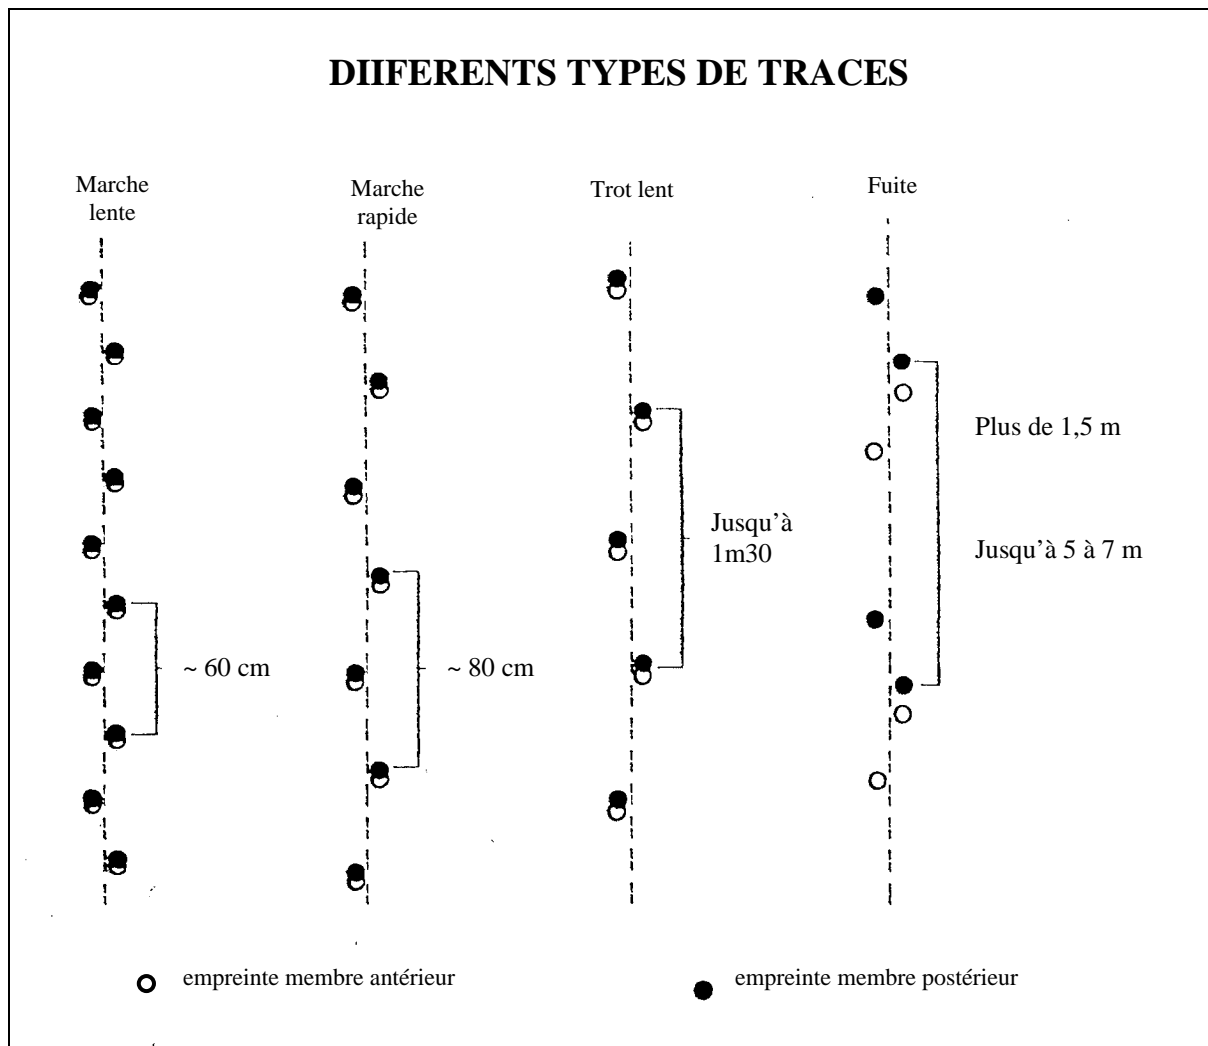 DIIFERENTS TYPES DE TRACES
Marche
lente
Marche
rapide
Trot lent
Fuite
Plus de 1,5 m
Jusqu'à
1m30
Jusqu'à 5 à 7 m
~ 60 cm
~ 80 cm
empreinte membre antérieur
empreinte membre postérieur